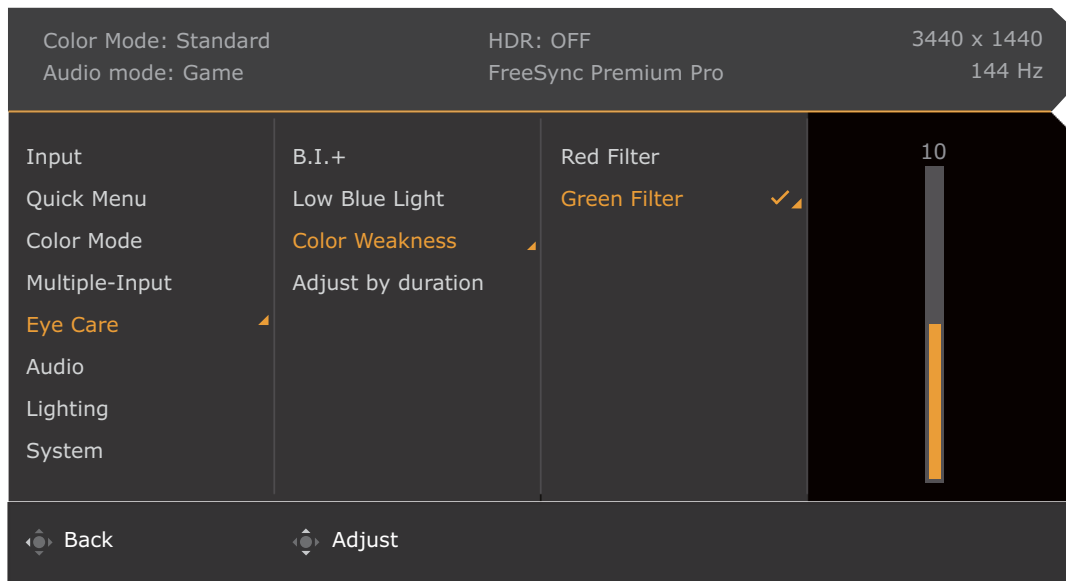 Color Mode: Standard
HDR: OFF
3440 x 1440
Audio mode: Game
FreeSync Premium Pro
144 Hz
Input
Quick Menu
Color Mode
Multiple-Input
Eye Care
Audio
Lighting
System
B.I.+
Low Blue Light
Color Weakness
Adjust by duration
Red Filter
Green Filter
10
Back
Adjust